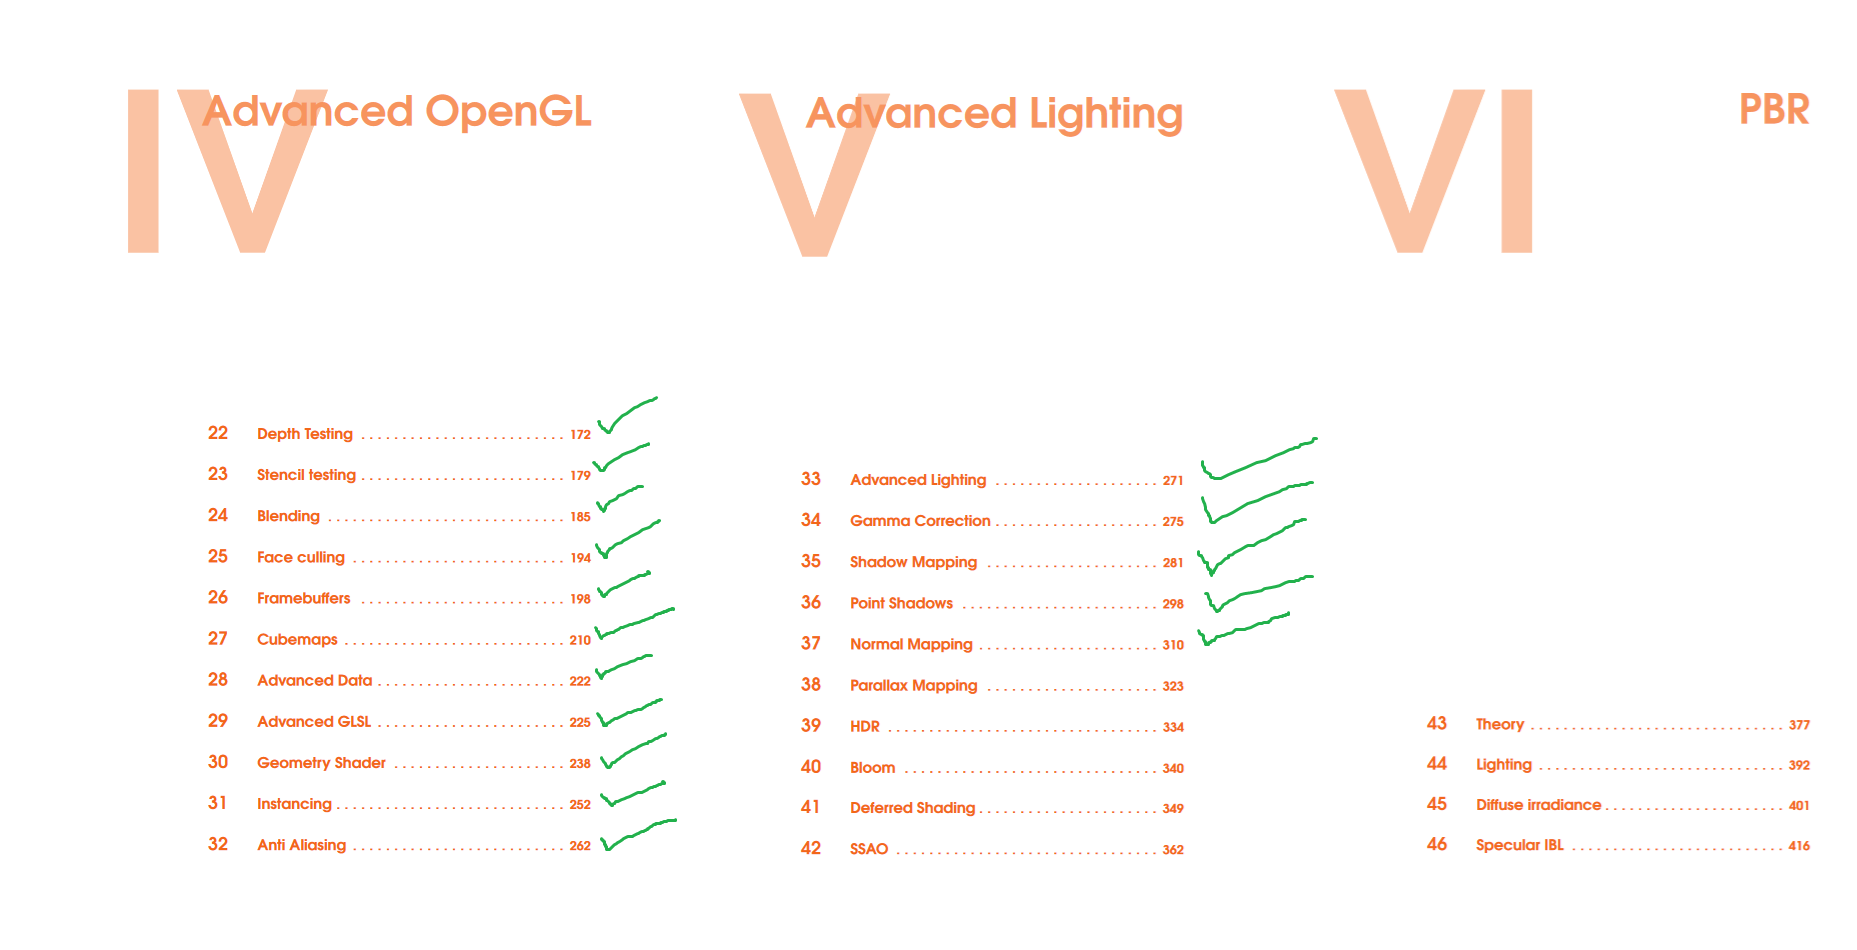 IV Advanced OpenGL
22 Depth Testing . . . . . . . . . . . . . . . . . . . . . . . . . 172
23 Stencil testing . . . . . . . . . . . . . . . . . . . . . . . . . 179
24 Blending . . . . . . . . . . . . . . . . . . . . . . . . . . . . . 185
25 Face culling . . . . . . . . . . . . . . . . . . . . . . . . . . 194
26 Framebuffers . . . . . . . . . . . . . . . . . . . . . . . . . 198
27 Cubemaps . . . . . . . . . . . . . . . . . . . . . . . . . . . 210
28 Advanced Data . . . . . . . . . . . . . . . . . . . . . . . 222
29 Advanced GLSL . . . . . . . . . . . . . . . . . . . . . . . 225
30 Geometry Shader . . . . . . . . . . . . . . . . . . . . . 238
31 Instancing . . . . . . . . . . . . . . . . . . . . . . . . . . . . 252
32 Anti Aliasing . . . . . . . . . . . . . . . . . . . . . . . . . . 262
V Advanced Lighting
33 Advanced Lighting . . . . . . . . . . . . . . . . . . . . 271
34 Gamma Correction . . . . . . . . . . . . . . . . . . . . 275
35 Shadow Mapping . . . . . . . . . . . . . . . . . . . . . 281
36 Point Shadows . . . . . . . . . . . . . . . . . . . . . . . . 298
37 Normal Mapping . . . . . . . . . . . . . . . . . . . . . . 310
38 Parallax Mapping . . . . . . . . . . . . . . . . . . . . . 323
39 HDR . . . . . . . . . . . . . . . . . . . . . . . . . . . . . . . . . 334
40 Bloom . . . . . . . . . . . . . . . . . . . . . . . . . . . . . . . 340
41 Deferred Shading . . . . . . . . . . . . . . . . . . . . . . 349
42 SSAO . . . . . . . . . . . . . . . . . . . . . . . . . . . . . . . . 362
VI PBR
43 Theory . . . . . . . . . . . . . . . . . . . . . . . . . . . . . . . 377
44 Lighting . . . . . . . . . . . . . . . . . . . . . . . . . . . . . . 392
45 Diffuse irradiance . . . . . . . . . . . . . . . . . . . . . . 401
46 Specular IBL . . . . . . . . . . . . . . . . . . . . . . . . . . 416